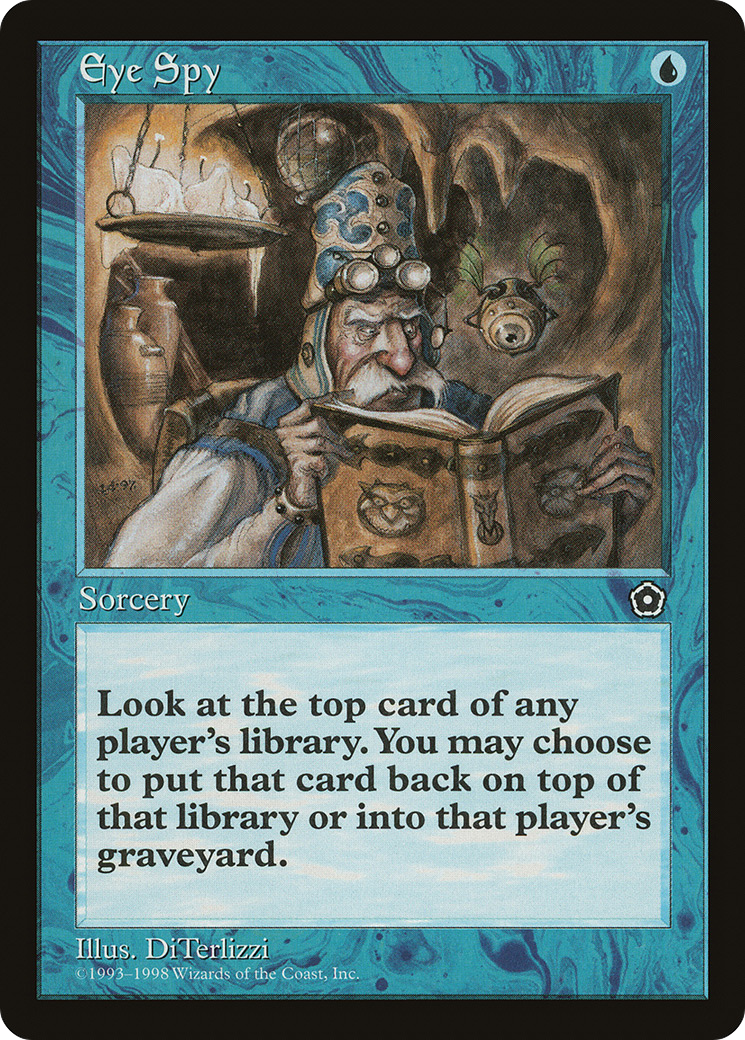 Eye Spy
Sorcery
Look at the top card of any
player's library. You may choose
to put that card back on top of
that library or into that player's
graveyard.
Illus. DiTerlizzi
©1993–1998 Wizards of the Coast, Inc.